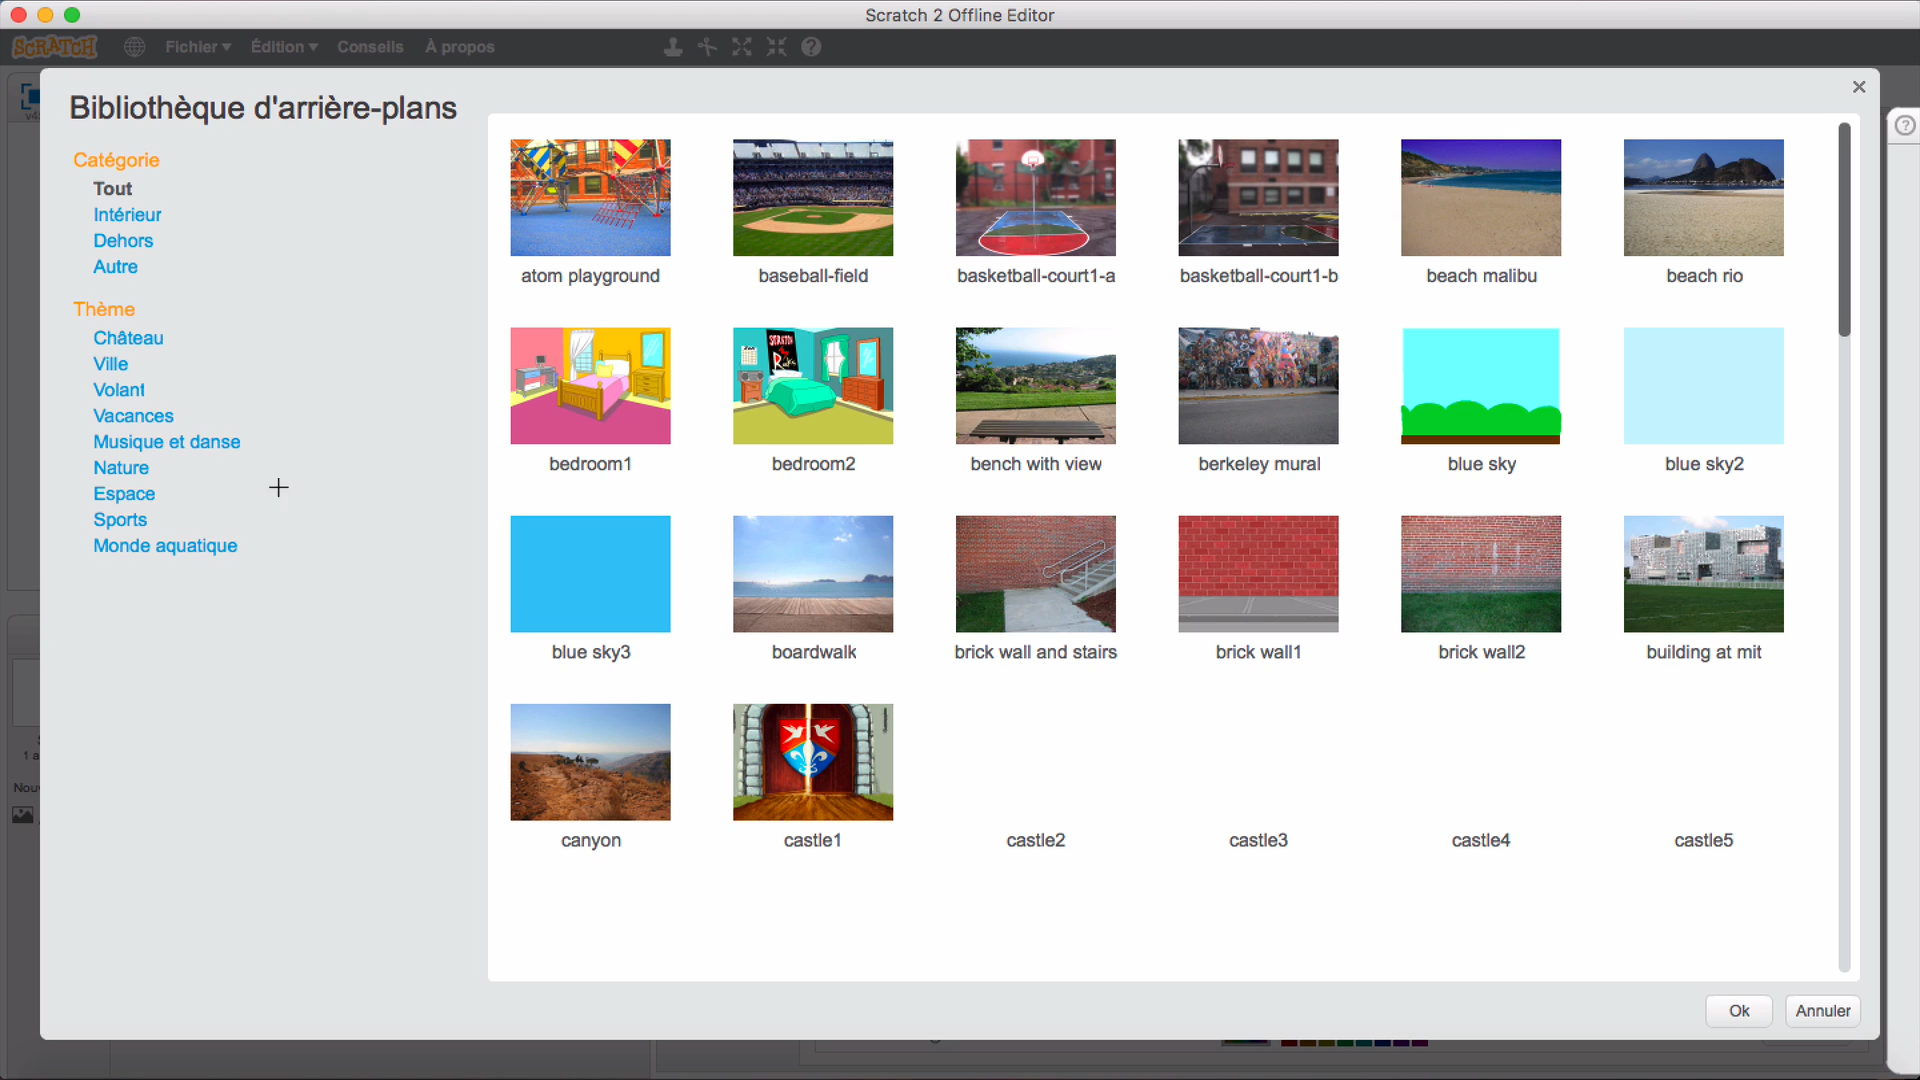 Scratch 2 Offline Editor
SCRATCH Fichier Édition Conseils À propos
Bibliothèque d'arrière-plans
Catégorie
Tout
Intérieur
Dehors
Autre
Thème
Château
Ville
Volant
Vacances
Musique et danse
Nature
Espace
Sports
Monde aquatique
atom playground baseball-field basketball-court1-a basketball-court1-b beach malibu beach rio
bedroom1 bedroom2 bench with view berkeley mural blue sky blue sky2
blue sky3 boardwalk brick wall and stairs brick wall1 brick wall2 building at mit
canyon castle1 castle2 castle3 castle4 castle5
Ok Annuler